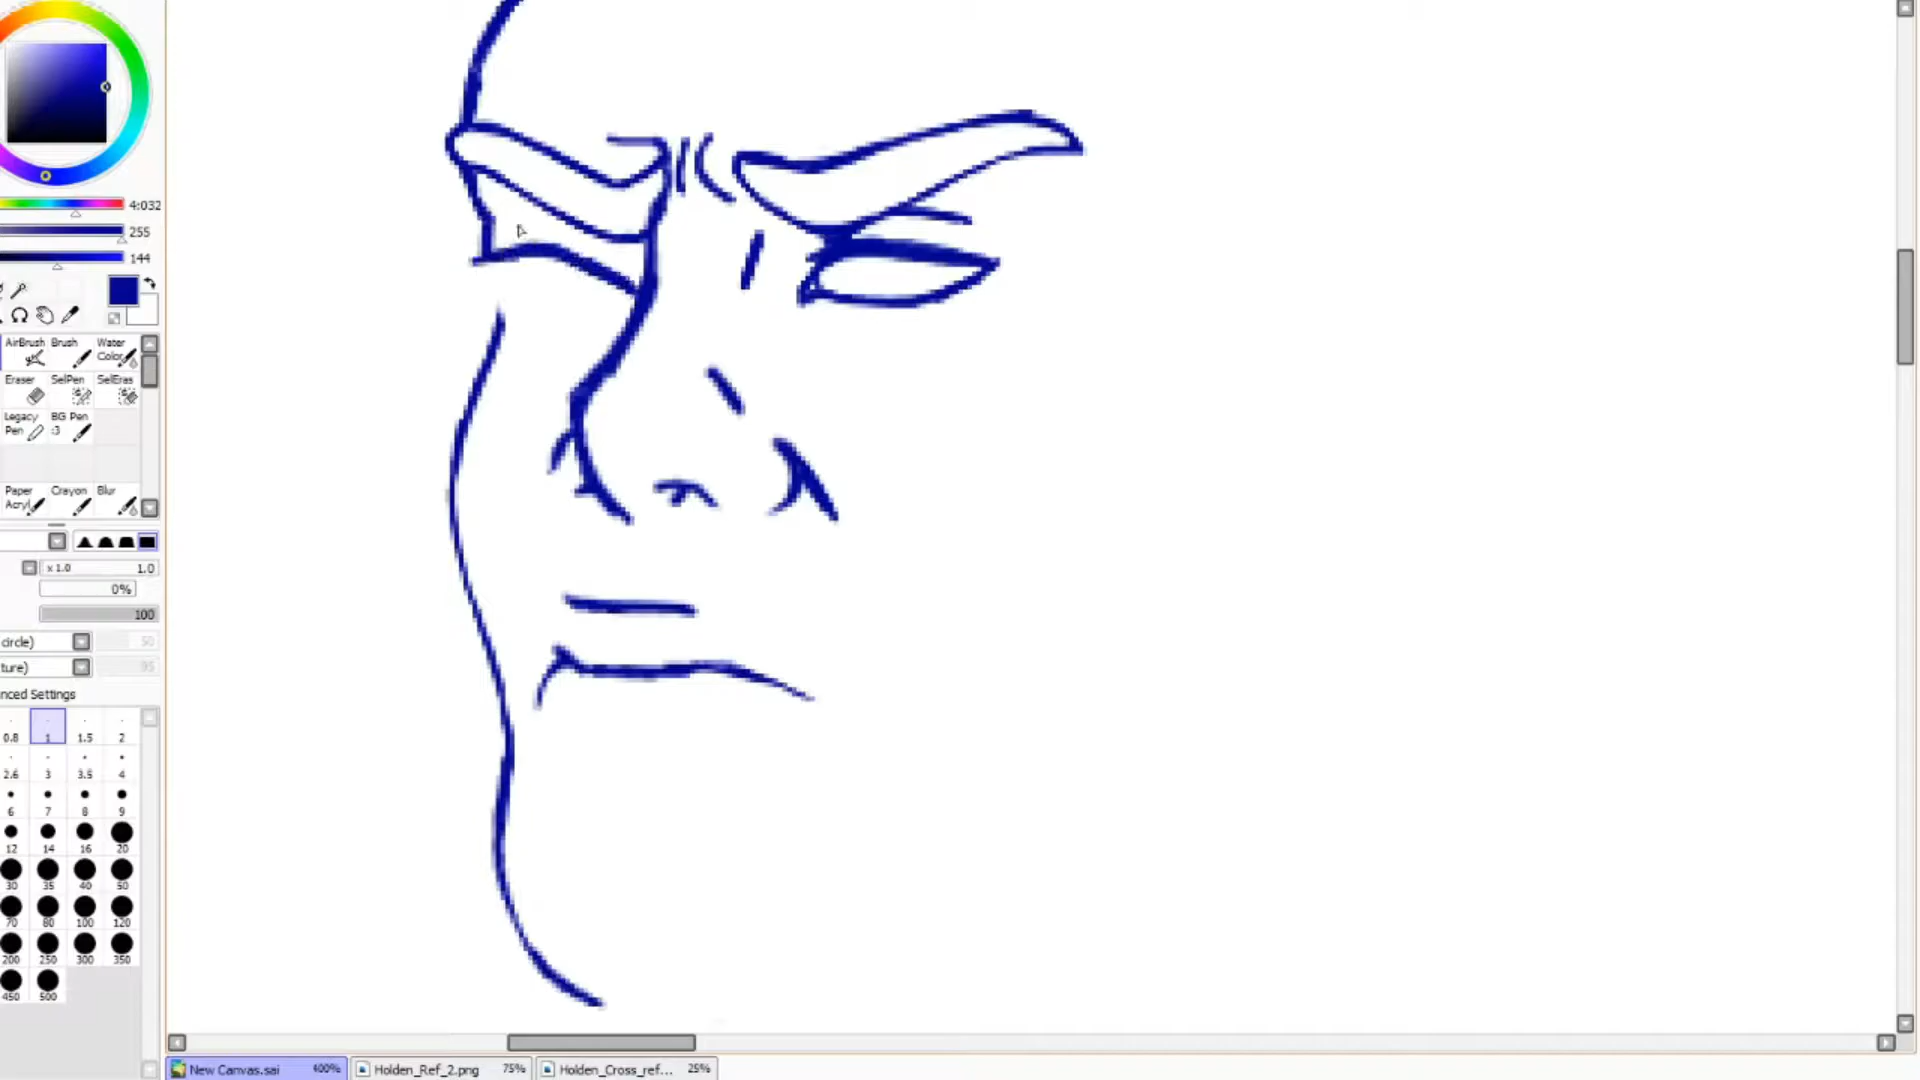 4:032
255
144
AirBrush Brush Water Color
Eraser SelPen SelEras
Legacy Pen BG Pen :3
Paper Acryl Crayon Blur
x 1.0 1.0
0%
100
circle) 50
ture) 95
nced Settings
0.8 1 1.5 2
2.6 3 3.5 4
6 7 8 9
12 14 16 20
30 35 40 50
70 80 100 120
200 250 300 350
450 500
New Canvas.sai 400% Holden_Ref_2.png 75% Holden_Cross_ref... 25%